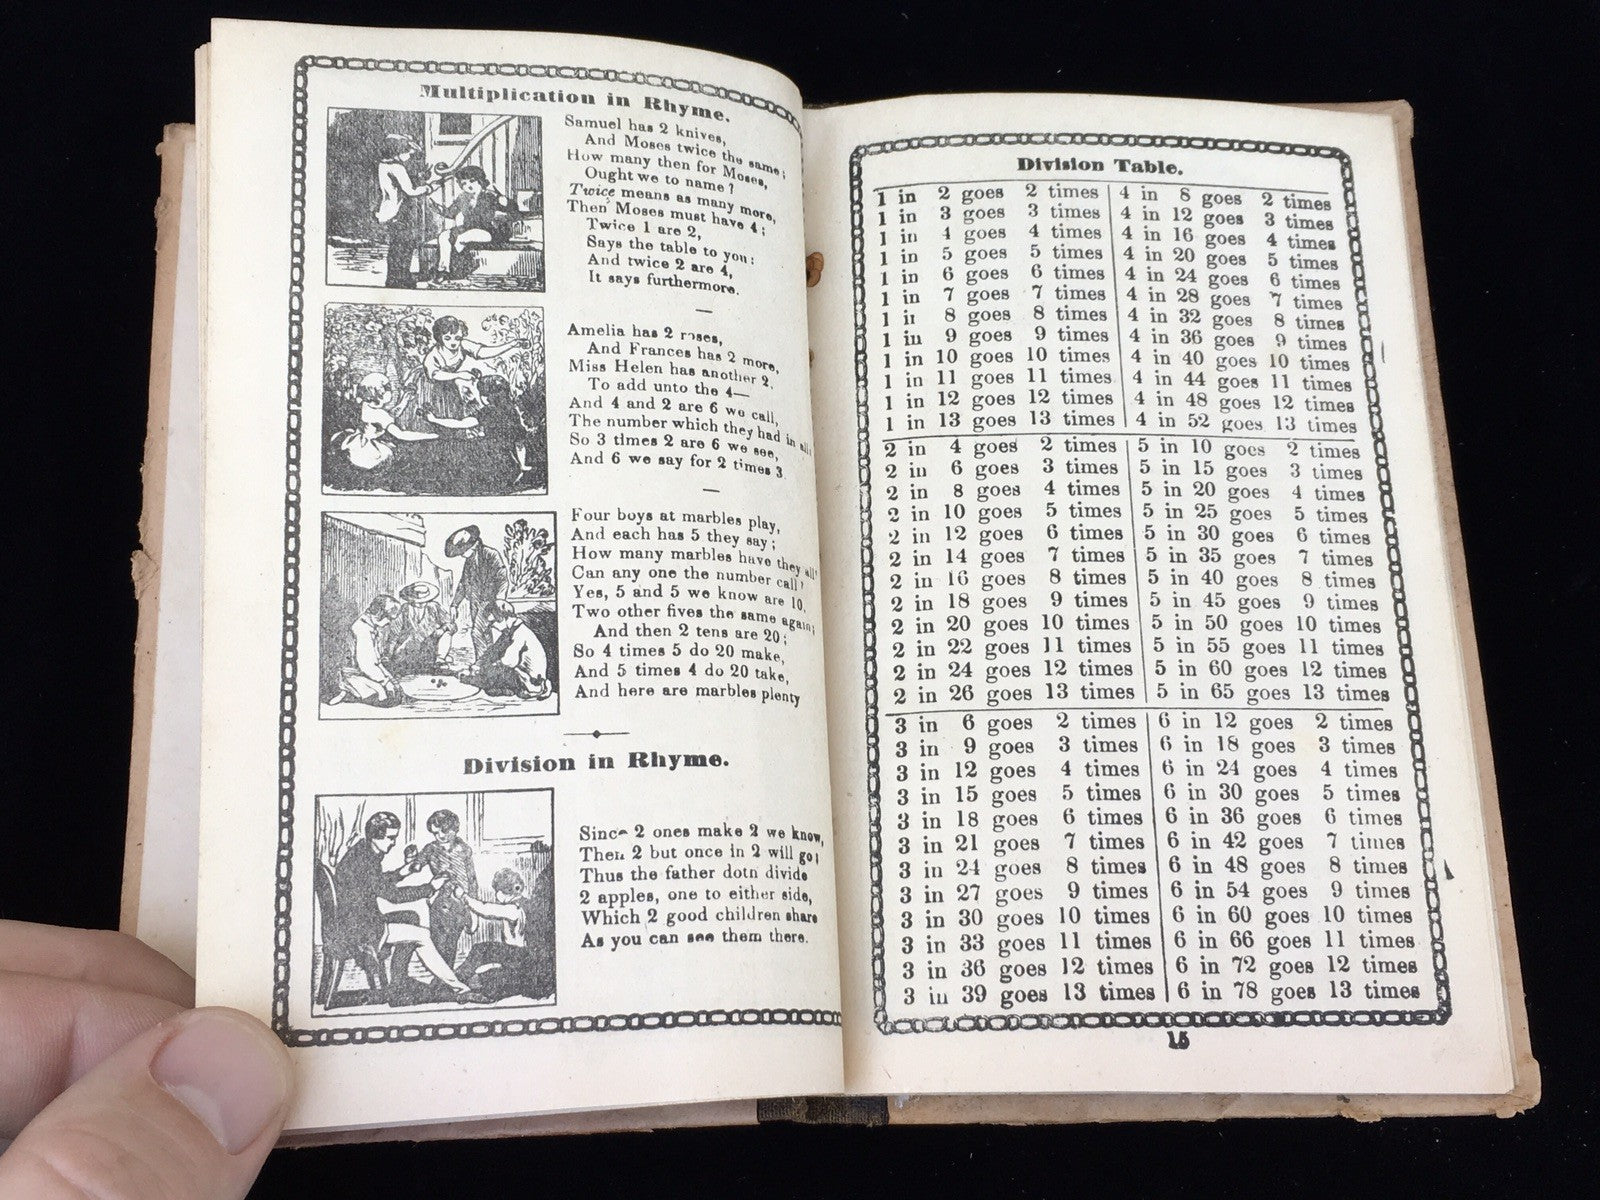 Multiplication in Rhyme.
Samuel has 2 knives,
And Moses twice the same;
How many then for Moses,
Ought we to name?
Twice means as many more,
Then Moses must have 4;
Twice 1 are 2,
Says the table to you:
And twice 2 are 4,
It says furthermore.
Amelia has 2 roses,
And Frances has 2 more,
Miss Helen has another 2,
To add unto the 4—
And 4 and 2 are 6 we call,
The number which they had in all;
So 3 times 2 are 6 we see,
And 6 we say for 2 times 3.
Four boys at marbles play,
And each has 5 they say;
How many marbles have they all?
Can any one the number call?
Yes, 5 and 5 we know are 10,
Two other fives the same again;
And then 2 tens are 20;
So 4 times 5 do 20 make,
And 5 times 4 do 20 take,
And here are marbles plenty
Division in Rhyme.
Since 2 ones make 2 we know,
Then 2 but once in 2 will go;
Thus the father doth divide
2 apples, one to either side,
Which 2 good children share
As you can see them there.
Division Table.
1 in 2 goes 2 times 4 in 8 goes 2 times
1 in 3 goes 3 times 4 in 12 goes 3 times
1 in 4 goes 4 times 4 in 16 goes 4 times
1 in 5 goes 5 times 4 in 20 goes 5 times
1 in 6 goes 6 times 4 in 24 goes 6 times
1 in 7 goes 7 times 4 in 28 goes 7 times
1 in 8 goes 8 times 4 in 32 goes 8 times
1 in 9 goes 9 times 4 in 36 goes 9 times
1 in 10 goes 10 times 4 in 40 goes 10 times
1 in 11 goes 11 times 4 in 44 goes 11 times
1 in 12 goes 12 times 4 in 48 goes 12 times
1 in 13 goes 13 times 4 in 52 goes 13 times
2 in 4 goes 2 times 5 in 10 goes 2 times
2 in 6 goes 3 times 5 in 15 goes 3 times
2 in 8 goes 4 times 5 in 20 goes 4 times
2 in 10 goes 5 times 5 in 25 goes 5 times
2 in 12 goes 6 times 5 in 30 goes 6 times
2 in 14 goes 7 times 5 in 35 goes 7 times
2 in 16 goes 8 times 5 in 40 goes 8 times
2 in 18 goes 9 times 5 in 45 goes 9 times
2 in 20 goes 10 times 5 in 50 goes 10 times
2 in 22 goes 11 times 5 in 55 goes 11 times
2 in 24 goes 12 times 5 in 60 goes 12 times
2 in 26 goes 13 times 5 in 65 goes 13 times
3 in 6 goes 2 times 6 in 12 goes 2 times
3 in 9 goes 3 times 6 in 18 goes 3 times
3 in 12 goes 4 times 6 in 24 goes 4 times
3 in 15 goes 5 times 6 in 30 goes 5 times
3 in 18 goes 6 times 6 in 36 goes 6 times
3 in 21 goes 7 times 6 in 42 goes 7 times
3 in 24 goes 8 times 6 in 48 goes 8 times
3 in 27 goes 9 times 6 in 54 goes 9 times
3 in 30 goes 10 times 6 in 60 goes 10 times
3 in 33 goes 11 times 6 in 66 goes 11 times
3 in 36 goes 12 times 6 in 72 goes 12 times
3 in 39 goes 13 times 6 in 78 goes 13 times
15